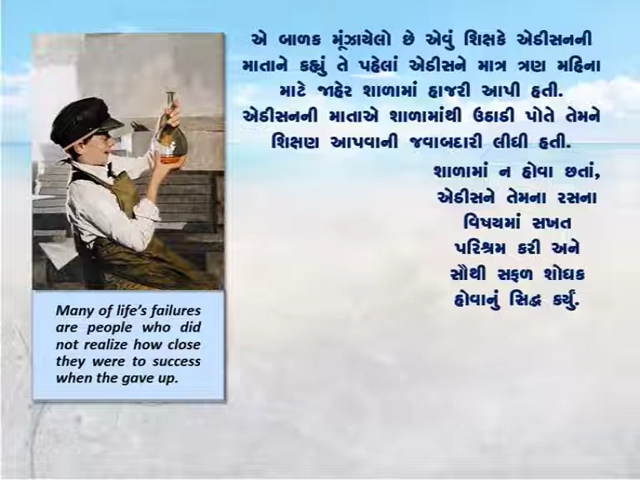 એ બાળક મૂંઝાયેલો છે એવું શિક્ષકે એડીસનની
માતાને કહ્યું તે પહેલાં એડીસને માત્ર ત્રણ મહિના
માટે જાહેર શાળામાં હાજરી આપી હતી.
એડીસનની માતાએ શાળામાંથી ઉઠાડી પોતે તેમને
શિક્ષણ આપવાની જવાબદારી લીધી હતી.
શાળામાં ન હોવા છતાં,
એડીસને તેમના રસના
વિષયમાં સખત
પરિશ્રમ કરી અને
સૌથી સફળ શોધક
હોવાનું સિદ્ધ કર્યું.
Many of life's failures
are people who did
not realize how close
they were to success
when the gave up.